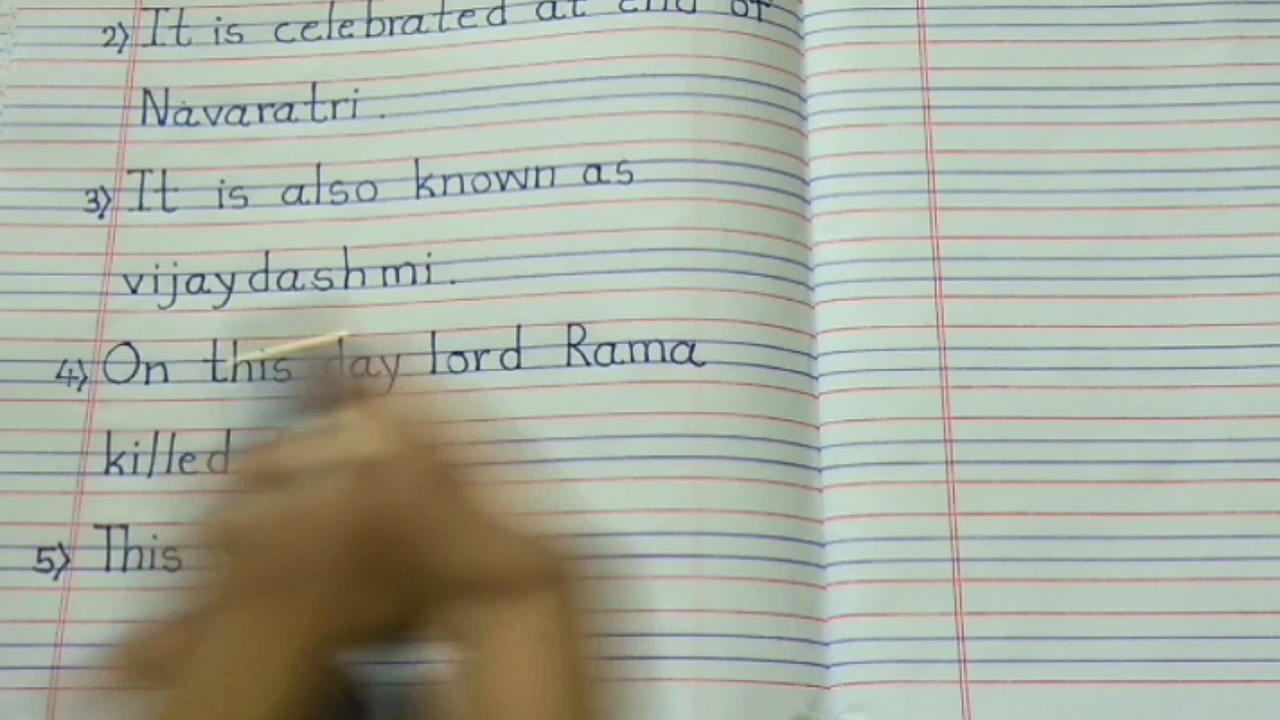 2) It is celebrated at end of
Navaratri.
3) It is also known as
vijaydashmi.
4) On this day lord Rama
killed
5) This